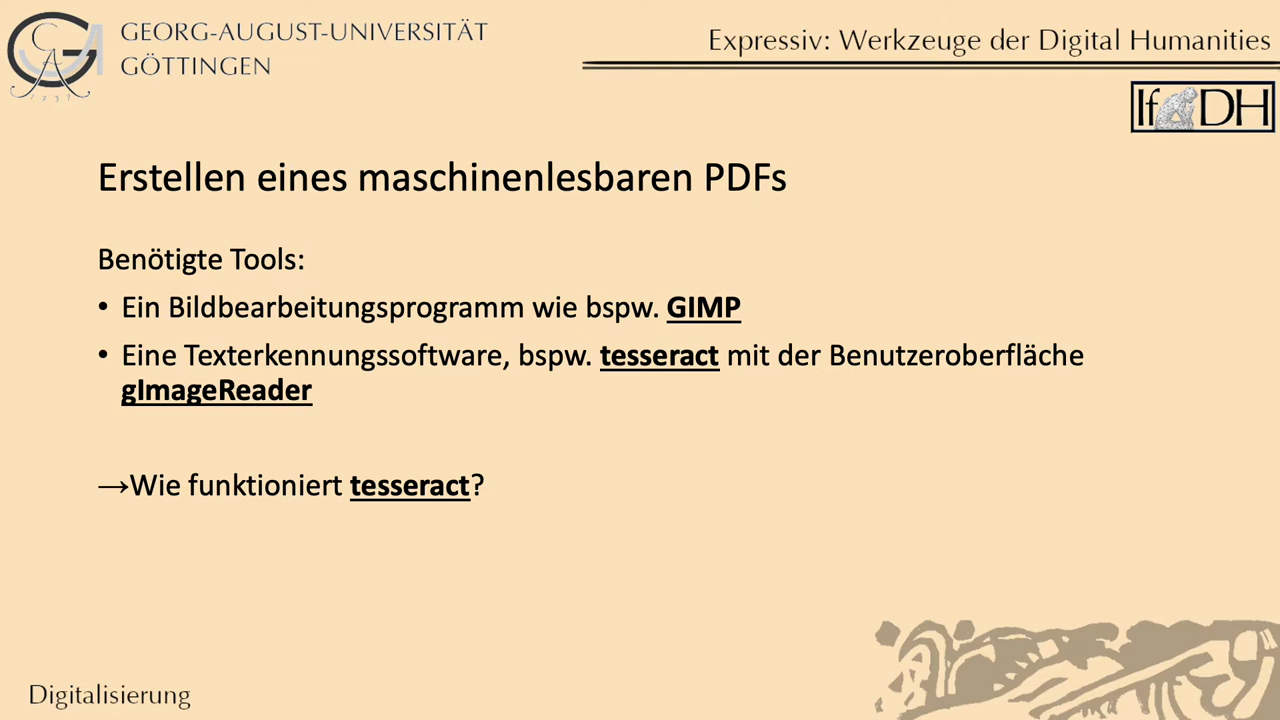 GEORG-AUGUST-UNIVERSITÄT
GÖTTINGEN
1737
Expressiv: Werkzeuge der Digital Humanities
IfDH
Erstellen eines maschinenlesbaren PDFs
Benötigte Tools:
• Ein Bildbearbeitungsprogramm wie bspw. GIMP
• Eine Texterkennungssoftware, bspw. tesseract mit der Benutzeroberfläche
gImageReader
→Wie funktioniert tesseract?
Digitalisierung